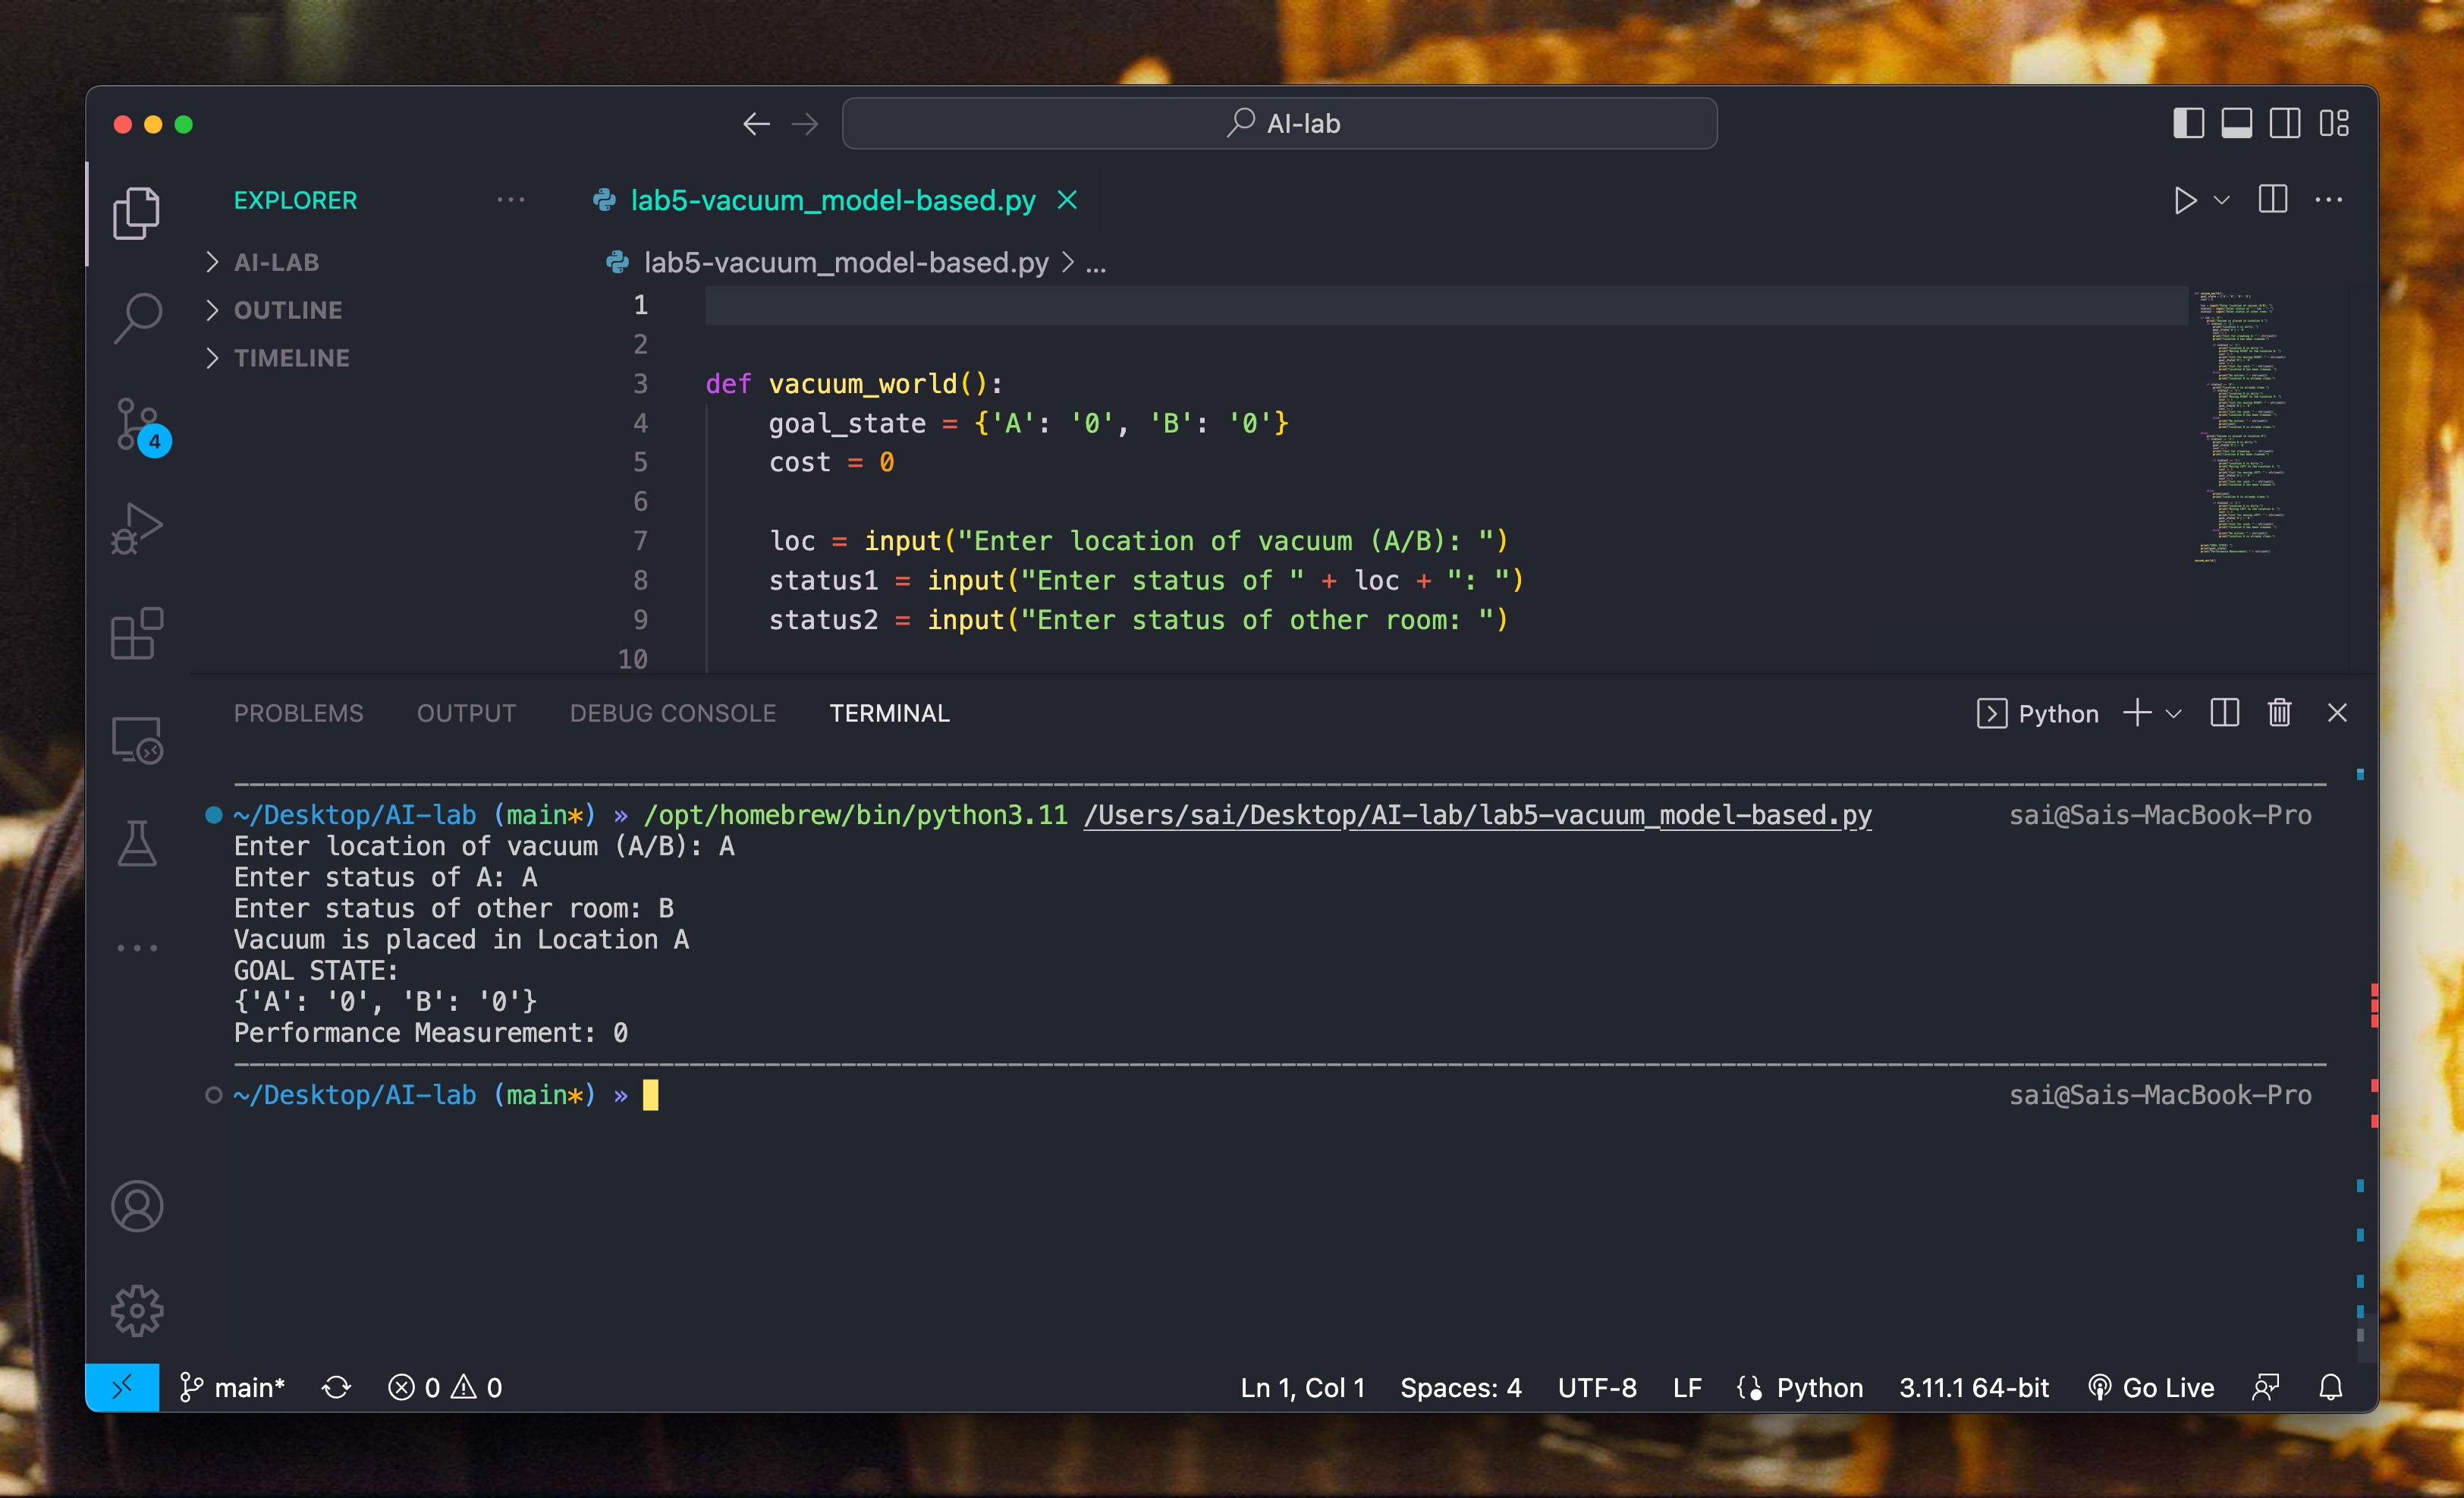 AI-lab
EXPLORER
lab5-vacuum_model-based.py
AI-LAB
OUTLINE
TIMELINE
4
lab5-vacuum_model-based.py > ...
1
2
3 def vacuum_world():
4 goal_state = {'A': '0', 'B': '0'}
5 cost = 0
6
7 loc = input("Enter location of vacuum (A/B): ")
8 status1 = input("Enter status of " + loc + ": ")
9 status2 = input("Enter status of other room: ")
10
PROBLEMS OUTPUT DEBUG CONSOLE TERMINAL Python
~/Desktop/AI-lab (main*) » /opt/homebrew/bin/python3.11 /Users/sai/Desktop/AI-lab/lab5-vacuum_model-based.py sai@Sais-MacBook-Pro
Enter location of vacuum (A/B): A
Enter status of A: A
Enter status of other room: B
Vacuum is placed in Location A
GOAL STATE:
{'A': '0', 'B': '0'}
Performance Measurement: 0
~/Desktop/AI-lab (main*) » sai@Sais-MacBook-Pro
main* 0 0 Ln 1, Col 1 Spaces: 4 UTF-8 LF Python 3.11.1 64-bit Go Live